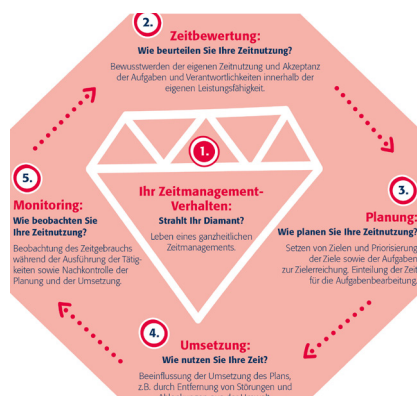 2.
Zeitbewertung:
Wie beurteilen Sie Ihre Zeitnutzung?
Bewusstwerden der eigenen Zeitnutzung und Akzeptanz
der Aufgaben und Verantwortlichkeiten innerhalb der
eigenen Leistungsfähigkeit.
1.
Ihr Zeitmanagement-
Verhalten:
Strahlt Ihr Diamant?
Leben eines ganzheitlichen
Zeitmanagements.
3.
Planung:
Wie planen Sie Ihre Zeitnutzung?
Setzen von Zielen und Priorisierung
der Ziele sowie der Aufgaben
zur Zielerreichung. Einteilung der Zeit
für die Aufgabenbearbeitung.
4.
Umsetzung:
Wie nutzen Sie Ihre Zeit?
Beeinflussung der Umsetzung des Plans,
z.B. durch Entfernung von Störungen und
5.
Monitoring:
Wie beobachten Sie
Ihre Zeitnutzung?
Beobachtung des Zeitgebrauchs
während der Ausführung der Tätig-
keiten sowie Nachkontrolle der
Planung und der Umsetzung.